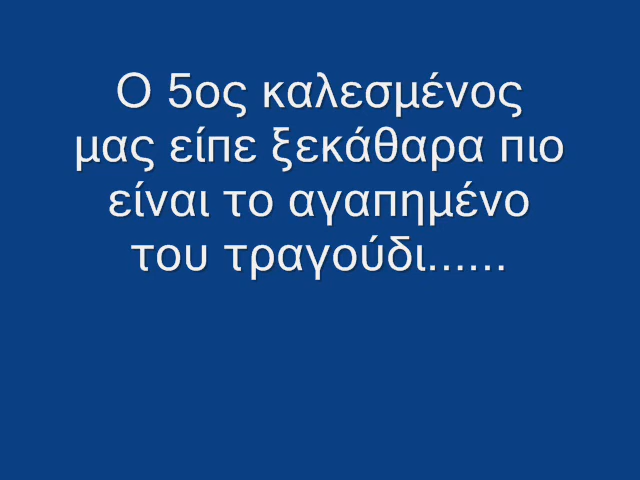 Ο 5ος καλεσμένος
μας είπε ξεκάθαρα πιο
είναι το αγαπημένο
του τραγούδι......